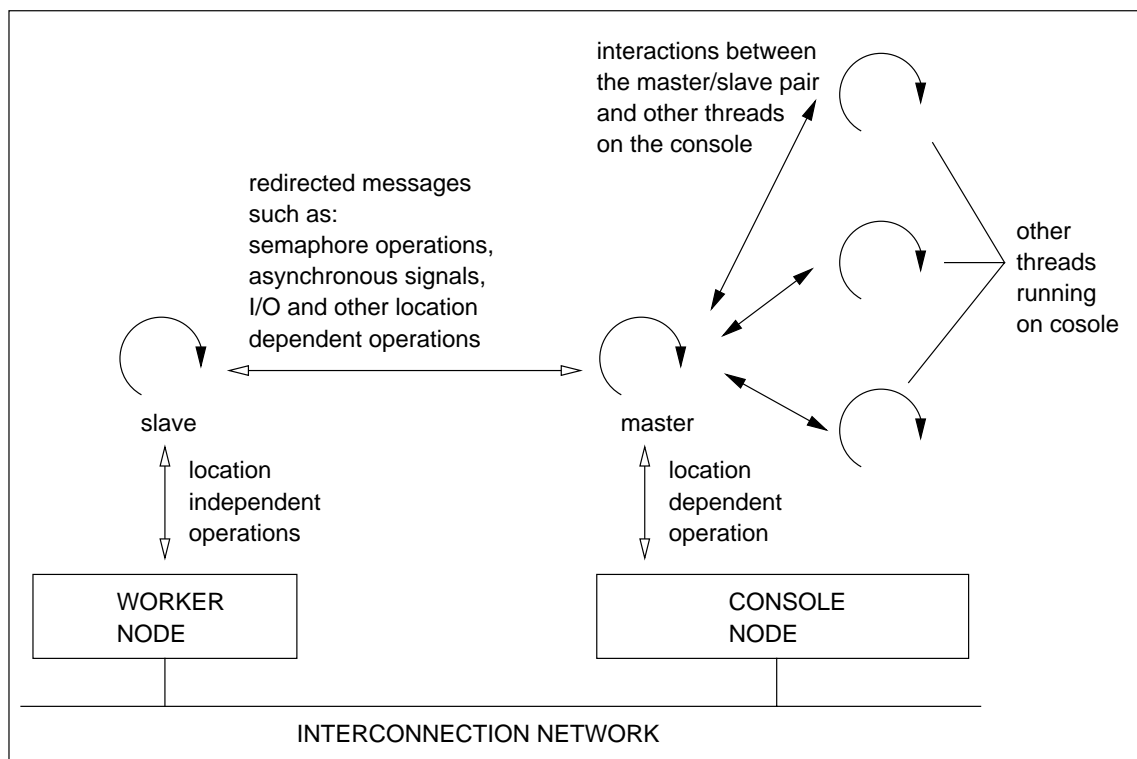 interactions between
the master/slave pair
and other threads
on the console
redirected messages
such as:
semaphore operations,
asynchronous signals,
I/O and other location
dependent operations
other
threads
running
on cosole
slave
master
location
independent
operations
location
dependent
operation
WORKER
NODE
CONSOLE
NODE
INTERCONNECTION NETWORK